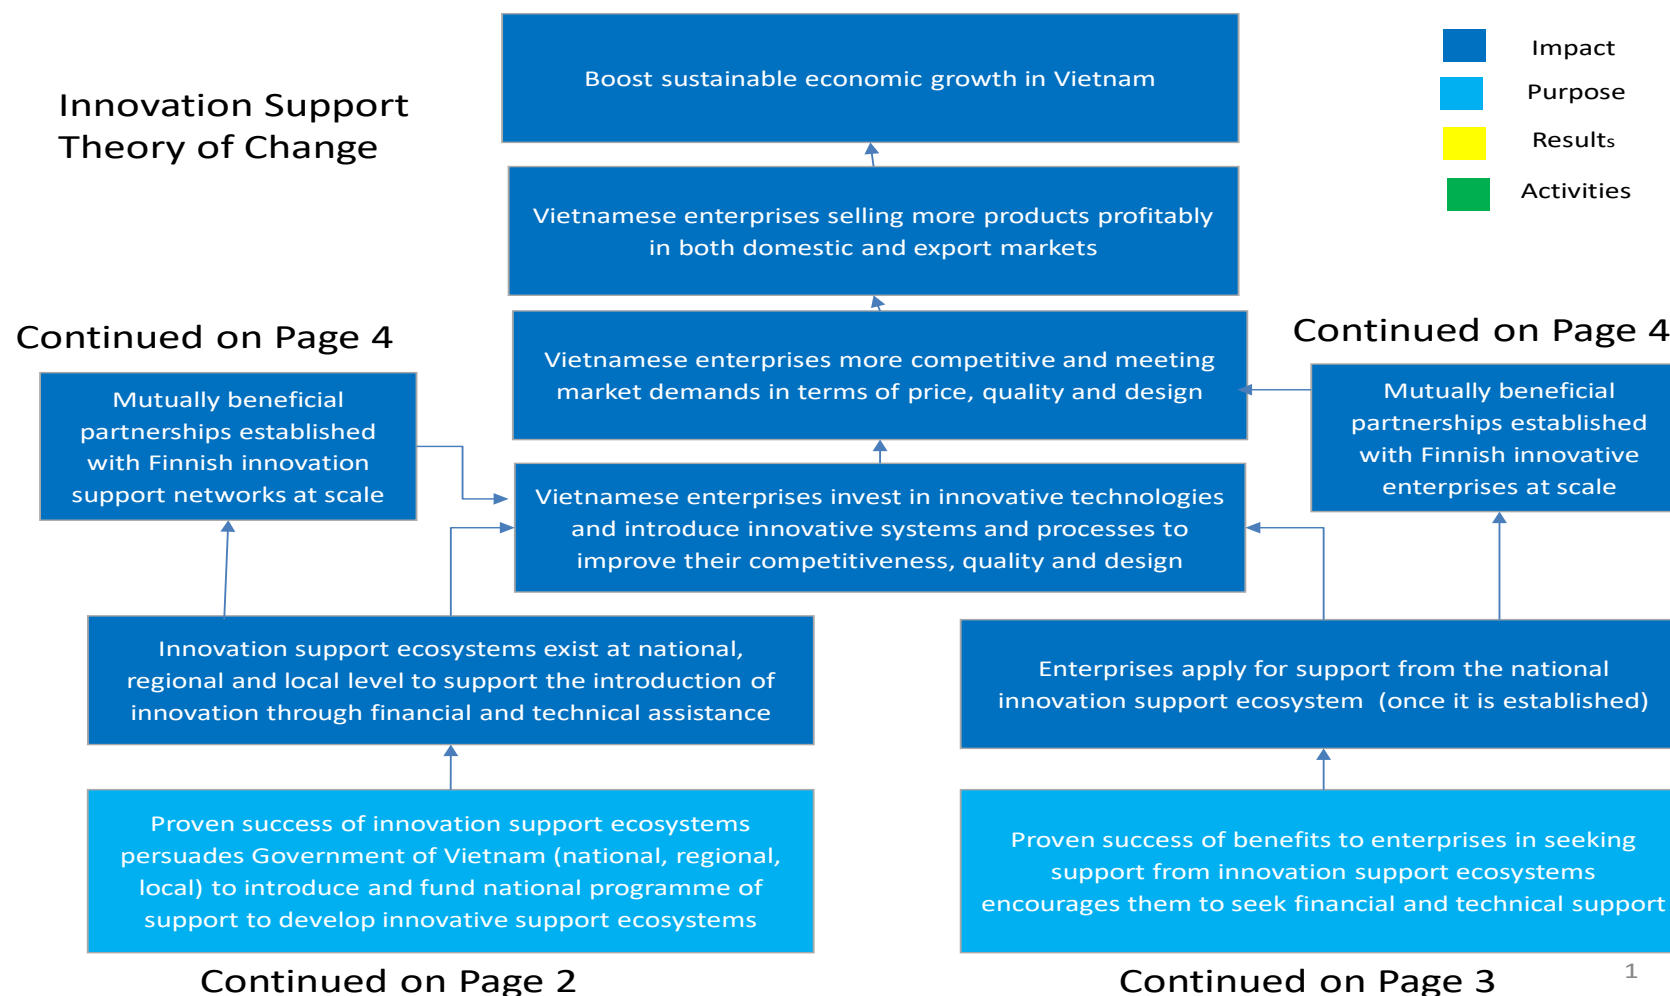 Innovation Support
Theory of Change
Boost sustainable economic growth in Vietnam
Impact
Purpose
Results
Activities
Vietnamese enterprises selling more products profitably
in both domestic and export markets
Continued on Page 4
Vietnamese enterprises more competitive and meeting
market demands in terms of price, quality and design
Continued on Page 4
Mutually beneficial
partnerships established
with Finnish innovation
support networks at scale
Mutually beneficial
partnerships established
with Finnish innovative
enterprises at scale
Vietnamese enterprises invest in innovative technologies
and introduce innovative systems and processes to
improve their competitiveness, quality and design
Innovation support ecosystems exist at national,
regional and local level to support the introduction of
innovation through financial and technical assistance
Enterprises apply for support from the national
innovation support ecosystem  (once it is established)
Proven success of innovation support ecosystems
persuades Government of Vietnam (national, regional,
local) to introduce and fund national programme of
support to develop innovative support ecosystems
Proven success of benefits to enterprises in seeking
support from innovation support ecosystems
encourages them to seek financial and technical support
Continued on Page 2
Continued on Page 3
1